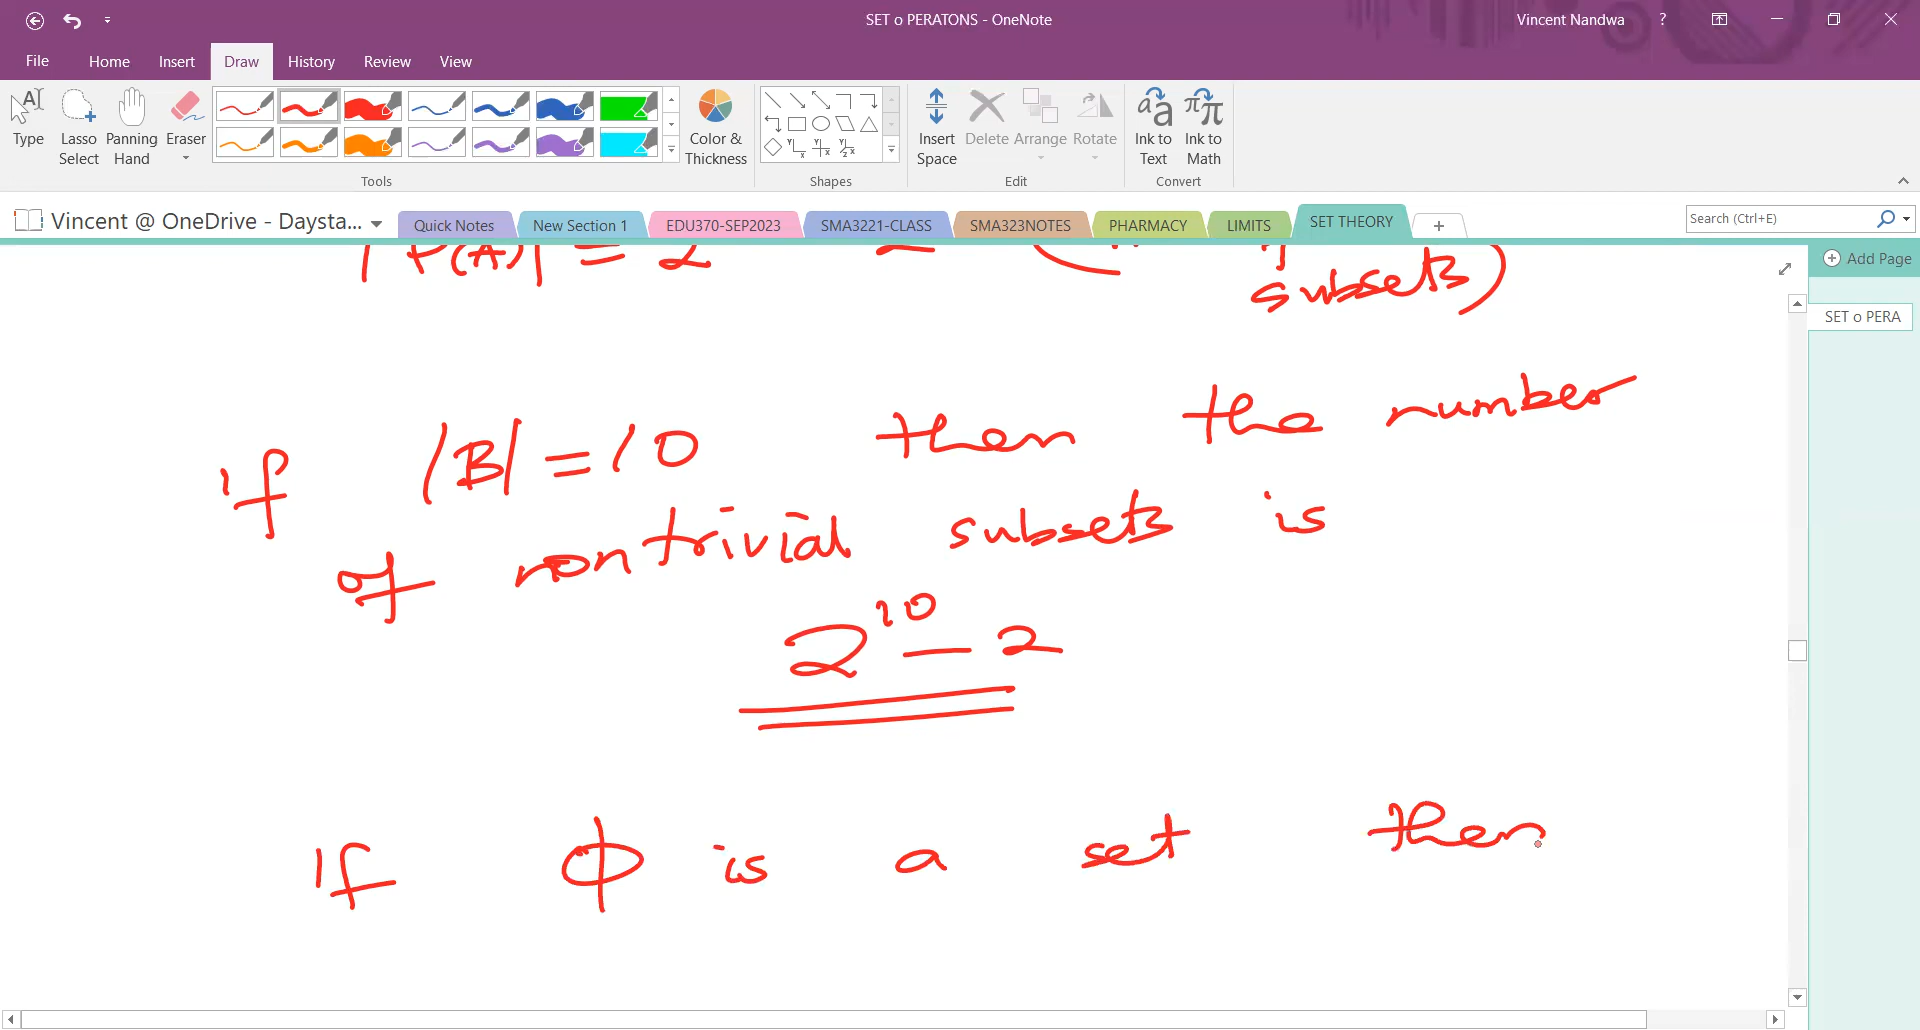 SET o PERATONS - OneNote
Vincent Nandwa
?
File Home Insert Draw History Review View
Type
Lasso Select
Panning Hand
Eraser
Color & Thickness
Insert Space
Delete
Arrange
Rotate
Ink to Text
Ink to Math
Tools
Shapes
Edit
Convert
Vincent @ OneDrive - Daysta...
Quick Notes
New Section 1
EDU370-SEP2023
SMA3221-CLASS
SMA323NOTES
PHARMACY
LIMITS
SET THEORY
Search (Ctrl+E)
Add Page
SET o PERA
|P(A)| = 2
subsets)
if |B| = 10 then the number
of nontrivial subsets is
2¹⁰ - 2
If ϕ is a set then